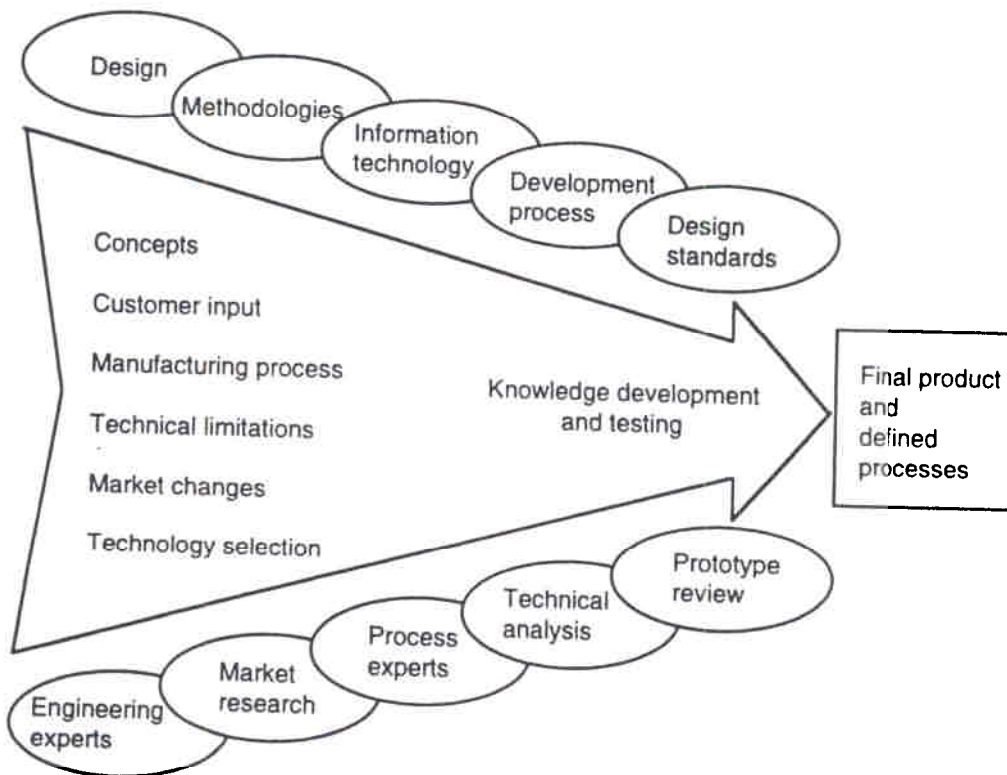 Design
Methodologies
Information
technology
Development
process
Design
standards
Concepts
Customer input
Manufacturing process
Technical limitations
Market changes
Technology selection
Knowledge development
and testing
Final product
and
defined
processes
Prototype
review
Technical
analysis
Process
experts
Market
research
Engineering
experts